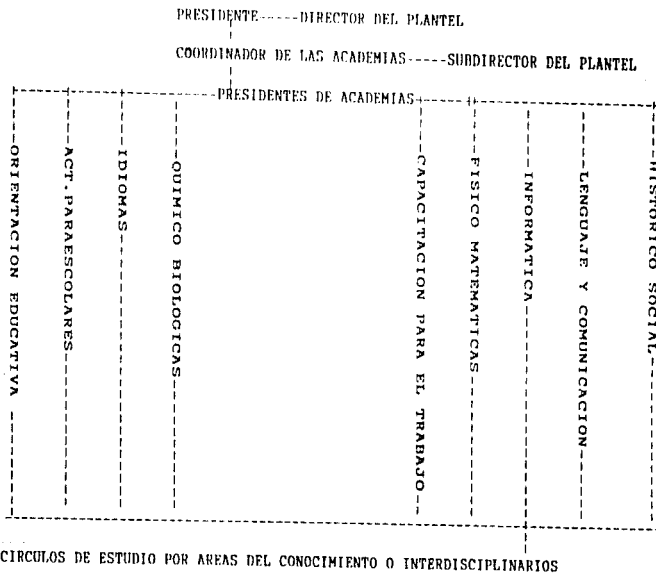 PRESIDENTE-----DIRECTOR DEL PLANTEL
COORDINADOR DE LAS ACADEMIAS-----SUBDIRECTOR DEL PLANTEL
PRESIDENTES DE ACADEMIAS
ORIENTACION EDUCATIVA
ACT.PARAESCOLARES
IDIOMAS
QUIMICO BIOLOGICAS
CAPACITACION PARA EL TRABAJO
FISICO MATEMATICAS
INFORMATICA
LENGUAJE Y COMUNICACION
HISTORICO SOCIAL
CIRCULOS DE ESTUDIO POR AREAS DEL CONOCIMIENTO O INTERDISCIPLINARIOS